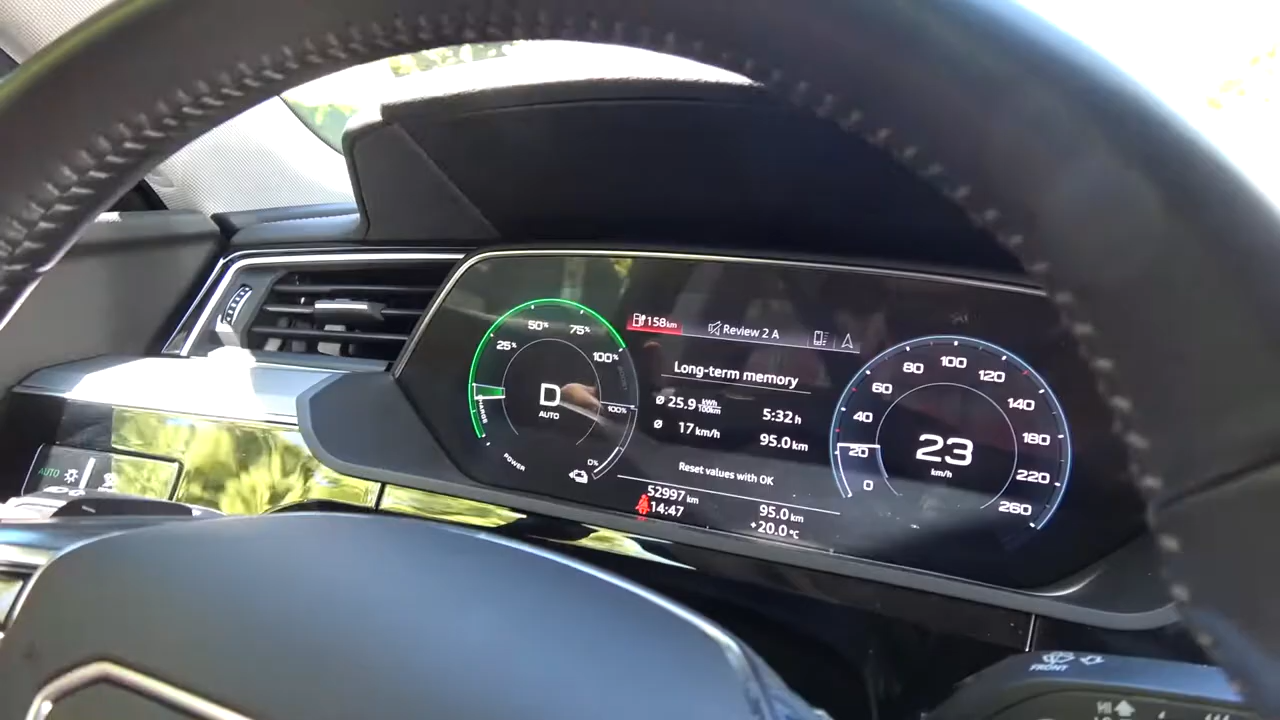 50%
75%
25%
100%
BOOST
D
AUTO
100%
CHARGE
POWER
0%
158km
Review 2 A
Long-term memory
Ø 25.9 kWh/100km
5:32 h
Ø 17 km/h
95.0 km
Reset values with OK
52997 km
14:47
95.0 km
+20.0 °C
0
20
40
60
80
100
120
140
180
220
260
23
km/h
AUTO
FRONT
HI